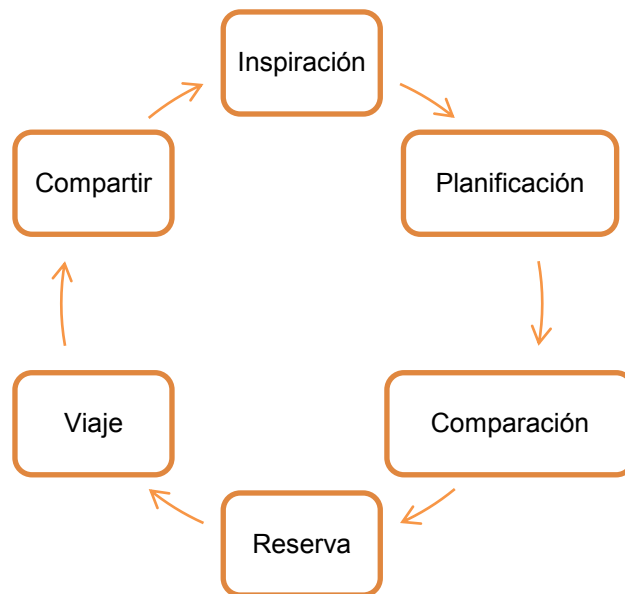 Inspiración
Planificación
Comparación
Reserva
Viaje
Compartir